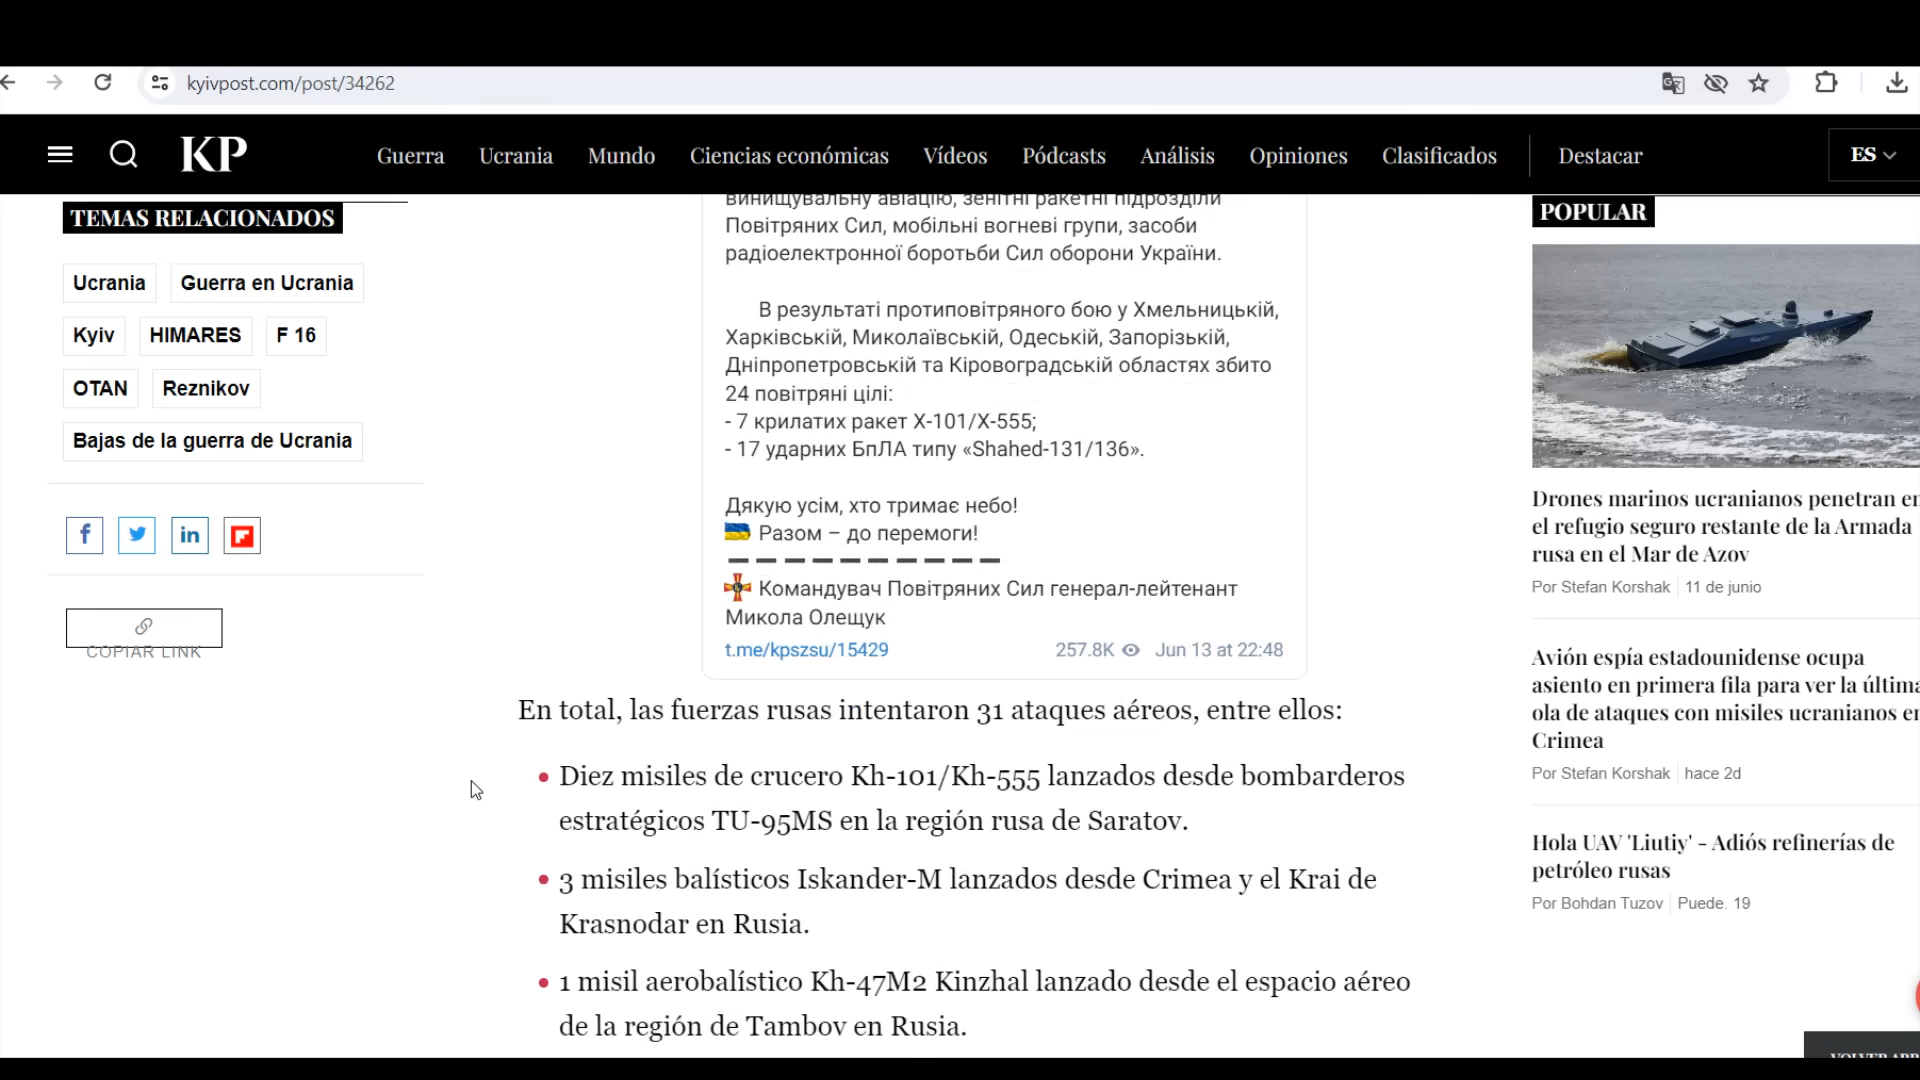 kyivpost.com/post/34262
KP
Guerra
Ucrania
Mundo
Ciencias económicas
Vídeos
Pódcasts
Análisis
Opiniones
Clasificados
Destacar
ES
TEMAS RELACIONADOS
Ucrania
Guerra en Ucrania
Kyiv
HIMARES
F 16
OTAN
Reznikov
Bajas de la guerra de Ucrania
COPIAR LINK
винищувальну авіацію, зенітні ракетні підрозділи
Повітряних Сил, мобільні вогневі групи, засоби
радіоелектронної боротьби Сил оборони України.
В результаті протиповітряного бою у Хмельницькій,
Харківській, Миколаївській, Одеській, Запорізькій,
Дніпропетровській та Кіровоградській областях збито
24 повітряні цілі:
- 7 крилатих ракет Х-101/Х-555;
- 17 ударних БпЛА типу «Shahed-131/136».
Дякую усім, хто тримає небо!
Разом – до перемоги!
Командувач Повітряних Сил генерал-лейтенант
Микола Олещук
t.me/kpszsu/15429 257.8K Jun 13 at 22:48
En total, las fuerzas rusas intentaron 31 ataques aéreos, entre ellos:
Diez misiles de crucero Kh-101/Kh-555 lanzados desde bombarderos
estratégicos TU-95MS en la región rusa de Saratov.
3 misiles balísticos Iskander-M lanzados desde Crimea y el Krai de
Krasnodar en Rusia.
1 misil aerobalístico Kh-47M2 Kinzhal lanzado desde el espacio aéreo
de la región de Tambov en Rusia.
POPULAR
Drones marinos ucranianos penetran en
el refugio seguro restante de la Armada
rusa en el Mar de Azov
Por Stefan Korshak 11 de junio
Avión espía estadounidense ocupa
asiento en primera fila para ver la última
ola de ataques con misiles ucranianos en
Crimea
Por Stefan Korshak hace 2d
Hola UAV 'Liutiy' - Adiós refinerías de
petróleo rusas
Por Bohdan Tuzov Puede. 19